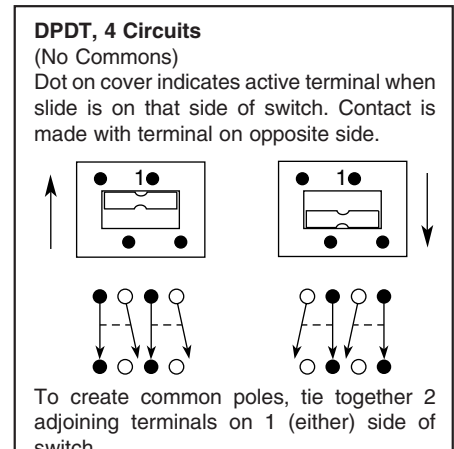 DPDT, 4 Circuits
(No Commons)
Dot on cover indicates active terminal when
slide is on that side of switch. Contact is
made with terminal on opposite side.
1 1
To create common poles, tie together 2
adjoining terminals on 1 (either) side of
switch